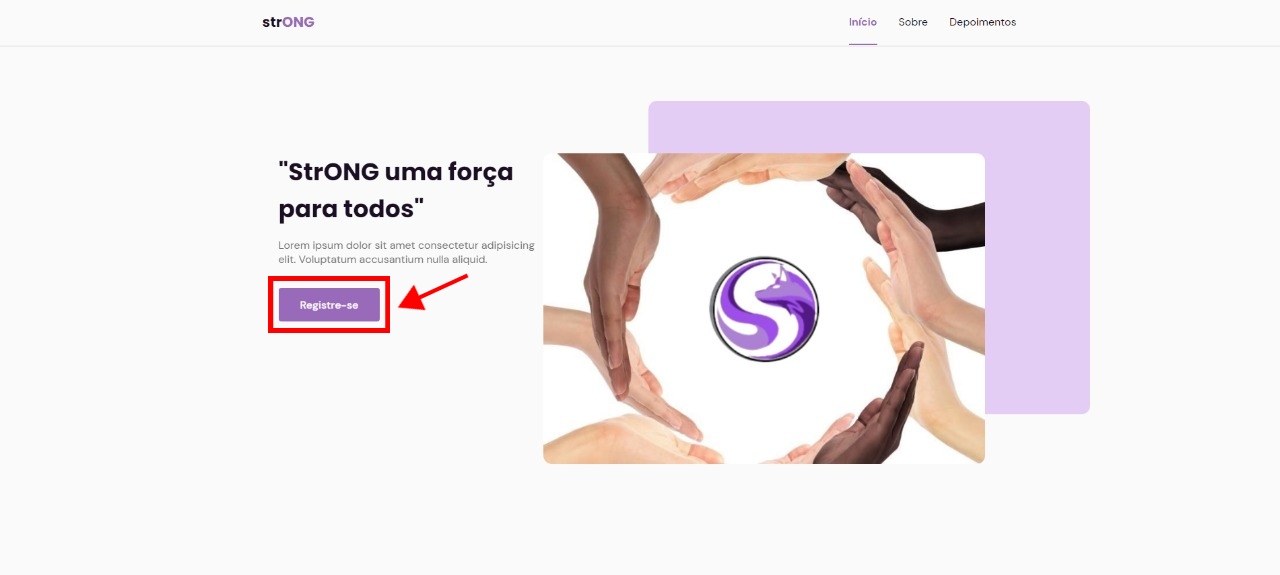 strONG
Início Sobre Depoimentos
"StrONG uma força
para todos"
Lorem ipsum dolor sit amet consectetur adipisicing
elit. Voluptatum accusantium nulla aliquid.
Registre-se